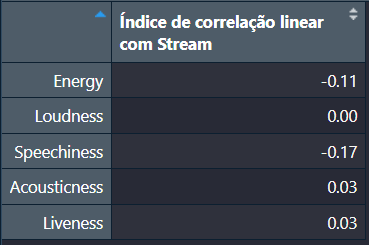 Índice de correlação linear
com Stream
Energy -0.11
Loudness 0.00
Speechiness -0.17
Acousticness 0.03
Liveness 0.03